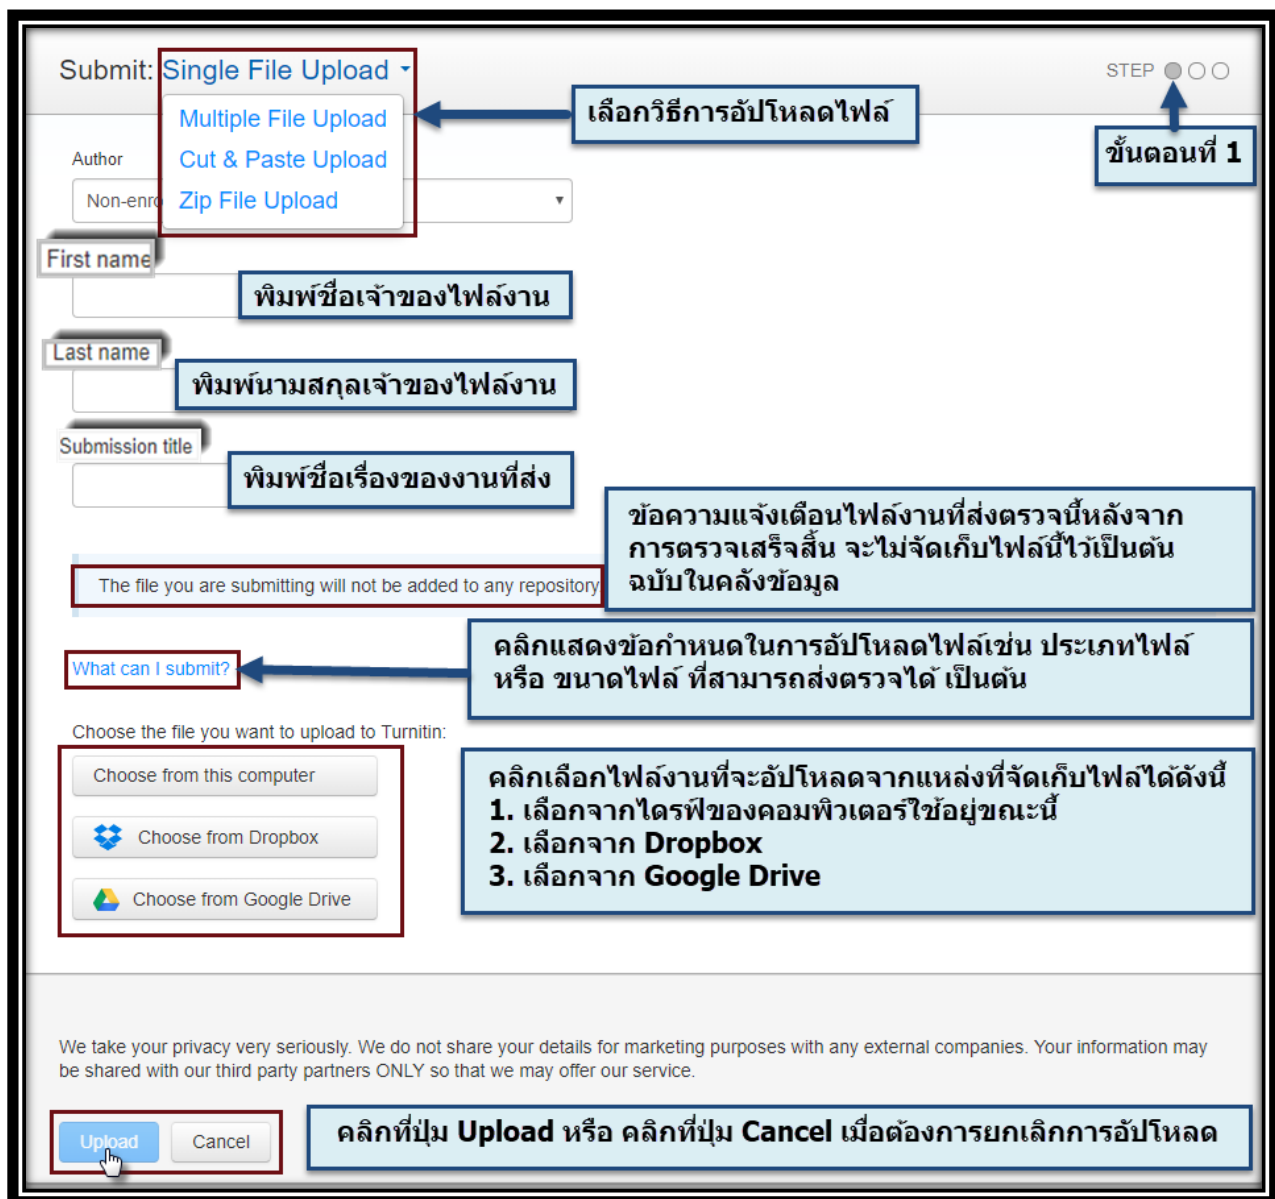 Submit: Single File Upload
STEP
Multiple File Upload
เลือกวิธีการอัปโหลดไฟล์
ขั้นตอนที่ 1
Author
Cut & Paste Upload
Non-enro
Zip File Upload
First name
พิมพ์ชื่อเจ้าของไฟล์งาน
Last name
พิมพ์นามสกุลเจ้าของไฟล์งาน
Submission title
พิมพ์ชื่อเรื่องของงานที่ส่ง
ข้อความแจ้งเตือนไฟล์งานที่ส่งตรวจนี้หลังจาก
การตรวจเสร็จสิ้น จะไม่จัดเก็บไฟล์นี้ไว้เป็นต้น
ฉบับในคลังข้อมูล
The file you are submitting will not be added to any repository
คลิกแสดงข้อกำหนดในการอัปโหลดไฟล์เช่น ประเภทไฟล์
หรือ ขนาดไฟล์ ที่สามารถส่งตรวจได้ เป็นต้น
What can I submit?
Choose the file you want to upload to Turnitin:
Choose from this computer
Choose from Dropbox
Choose from Google Drive
คลิกเลือกไฟล์งานที่จะอัปโหลดจากแหล่งที่จัดเก็บไฟล์ได้ดังนี้
1. เลือกจากไดรฟ์ของคอมพิวเตอร์ใช้อยู่ขณะนี้
2. เลือกจาก Dropbox
3. เลือกจาก Google Drive
We take your privacy very seriously. We do not share your details for marketing purposes with any external companies. Your information may
be shared with our third party partners ONLY so that we may offer our service.
Upload
Cancel
คลิกที่ปุ่ม Upload หรือ คลิกที่ปุ่ม Cancel เมื่อต้องการยกเลิกการอัปโหลด